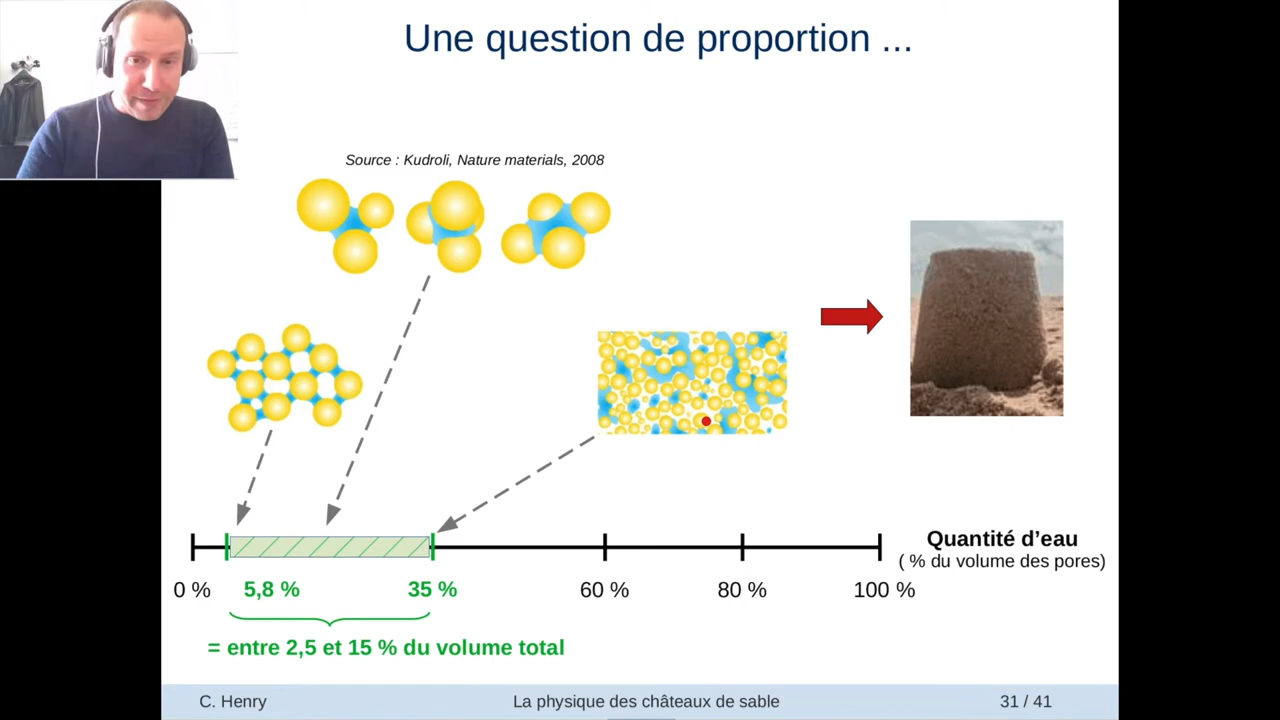 Une question de proportion ...
Source : Kudroli, Nature materials, 2008
Quantité d'eau
( % du volume des pores)
0 %
5,8 %
35 %
60 %
80 %
100 %
= entre 2,5 et 15 % du volume total
C. Henry
La physique des châteaux de sable
31 / 41